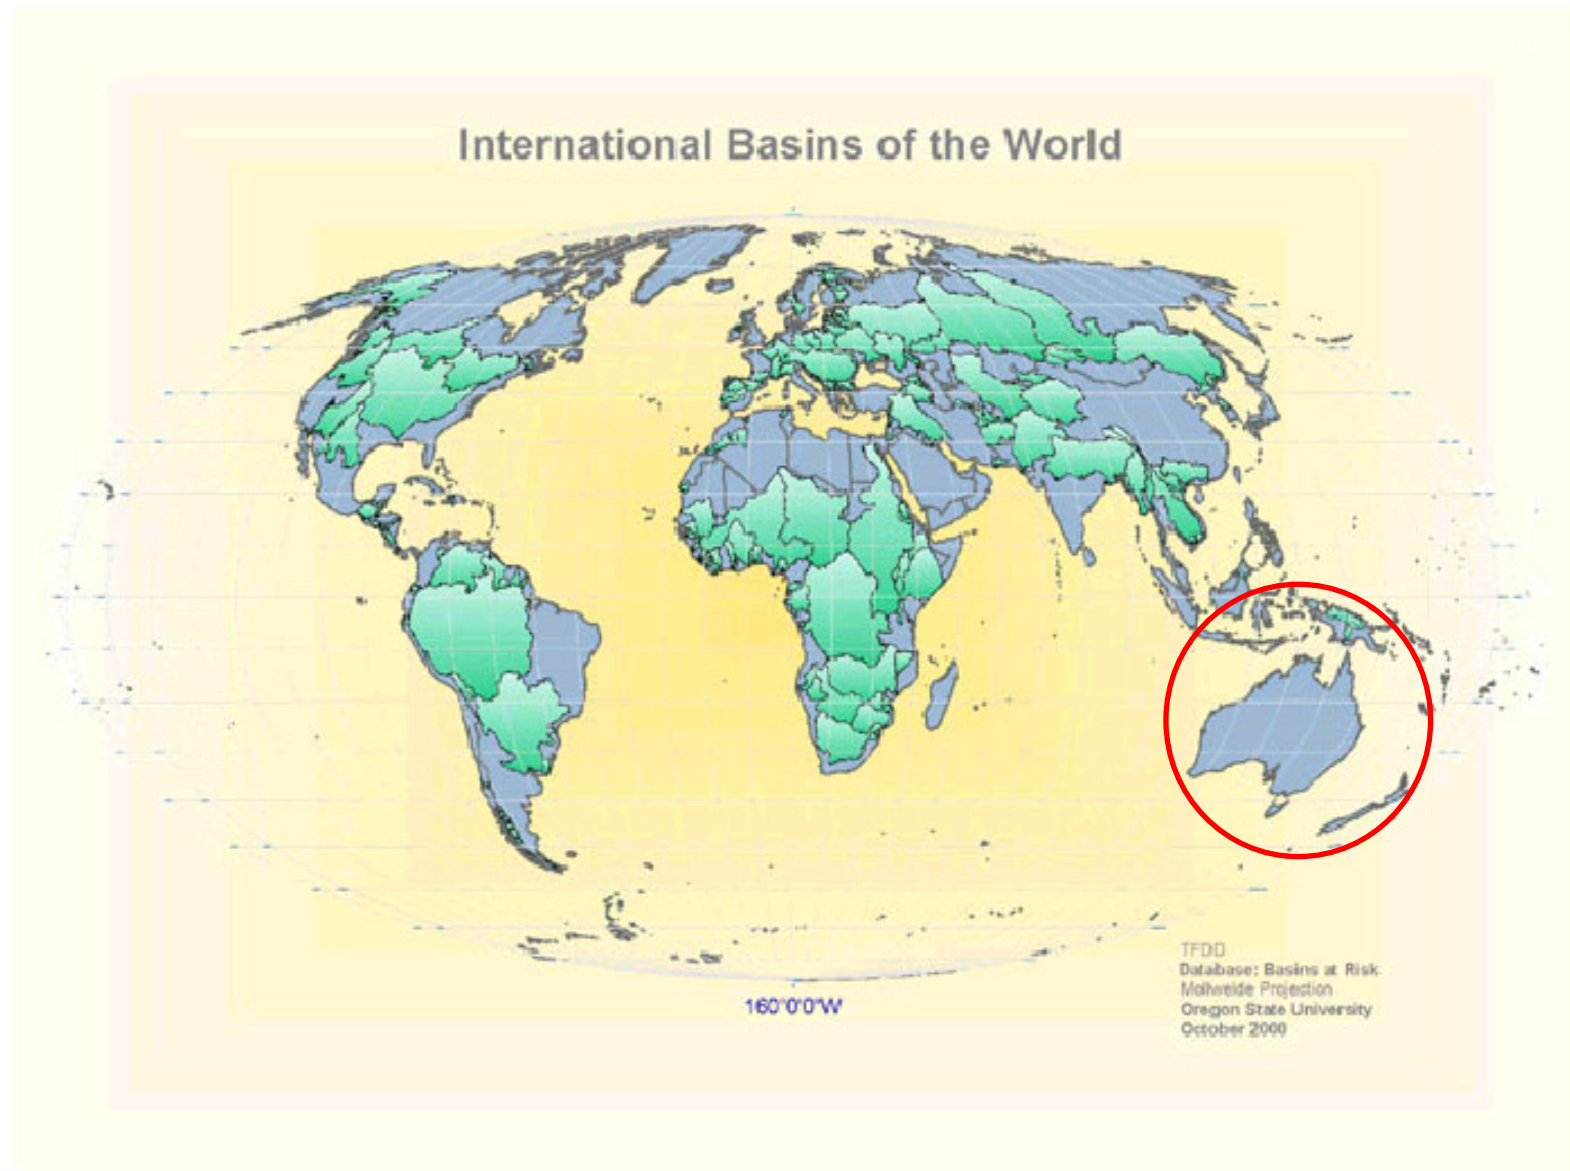 International Basins of the World
160°0'0"W
TFDD
Database: Basins at Risk
Mollweide Projection
Oregon State University
October 2000